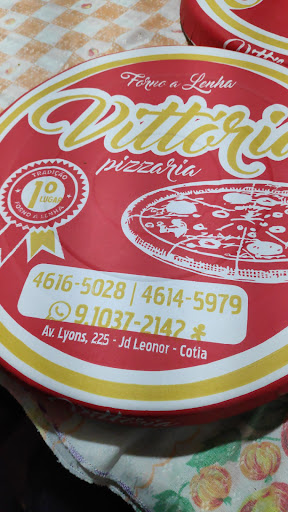 Forno a Lenha
Vittória
pizzaria
TRADIÇÃO
1º
LUGAR
FORNO A LENHA
4616-5028 | 4614-5979
9.1037-2142
Av. Lyons, 225 - Jd Leonor - Cotia